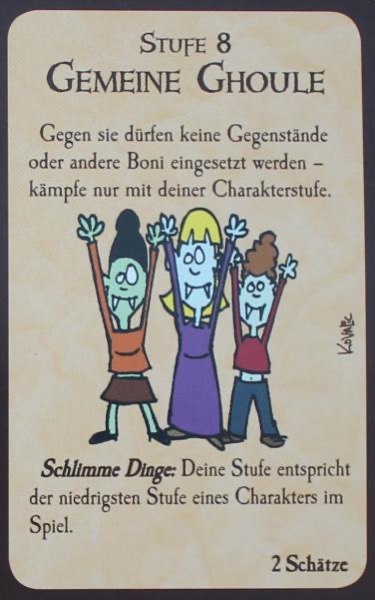 Stufe 8
Gemeine Ghoule
Gegen sie dürfen keine Gegenstände
oder andere Boni eingesetzt werden –
kämpfe nur mit deiner Charakterstufe.
Kovalic
Schlimme Dinge: Deine Stufe entspricht
der niedrigsten Stufe eines Charakters im
Spiel.
2 Schätze